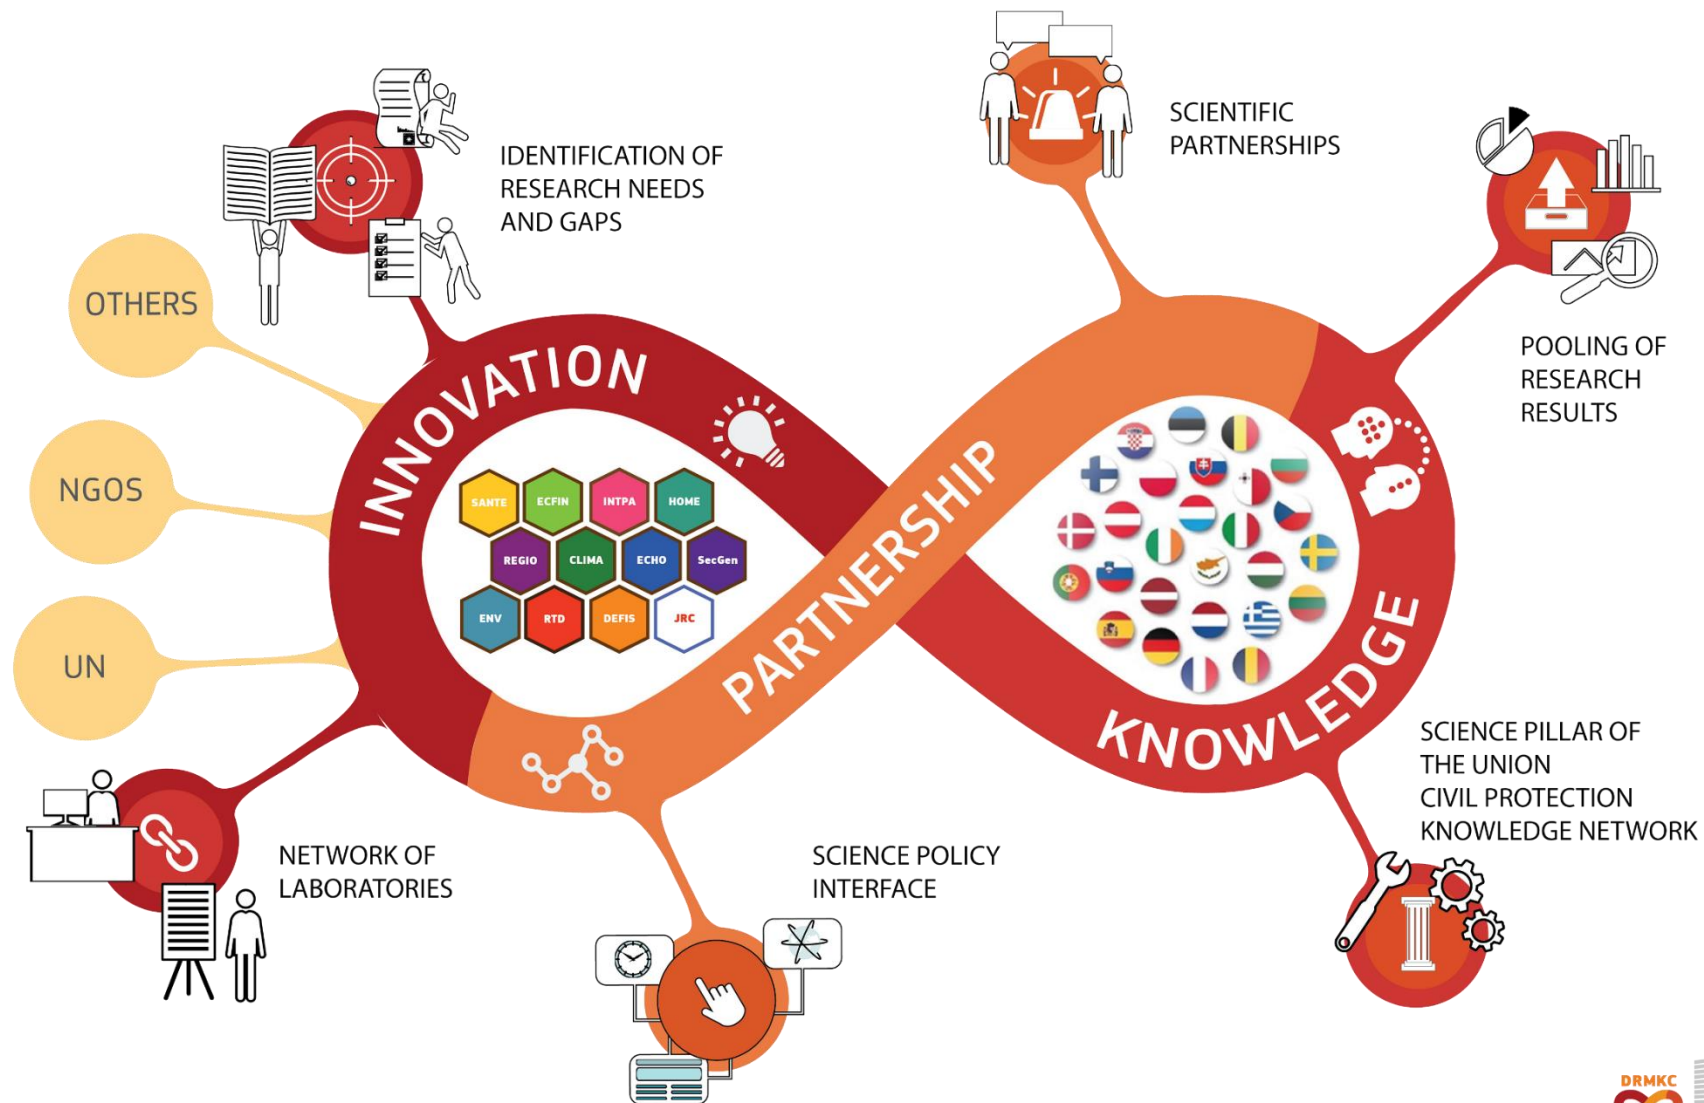 IDENTIFICATION OF
RESEARCH NEEDS
AND GAPS
SCIENTIFIC
PARTNERSHIPS
POOLING OF
RESEARCH
RESULTS
OTHERS
NGOS
UN
INNOVATION
PARTNERSHIP
KNOWLEDGE
SANTE
ECFIN
INTPA
HOME
REGIO
CLIMA
ECHO
SecGen
ENV
RTD
DEFIS
JRC
NETWORK OF
LABORATORIES
SCIENCE POLICY
INTERFACE
SCIENCE PILLAR OF
THE UNION
CIVIL PROTECTION
KNOWLEDGE NETWORK
DRMKC